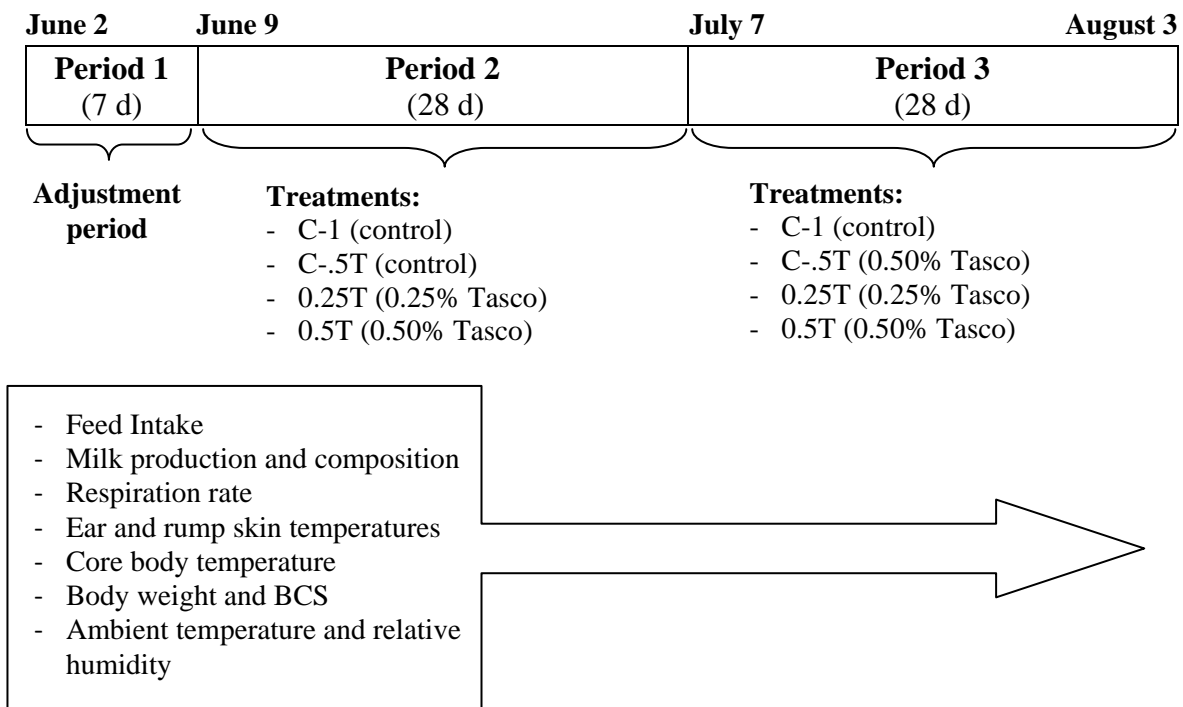 June 2 June 9 July 7 August 3
Period 1 Period 2 Period 3
(7 d) (28 d) (28 d)
Adjustment
period
Treatments:
- C-1 (control)
- C-.5T (control)
- 0.25T (0.25% Tasco)
- 0.5T (0.50% Tasco)
Treatments:
- C-1 (control)
- C-.5T (0.50% Tasco)
- 0.25T (0.25% Tasco)
- 0.5T (0.50% Tasco)
- Feed Intake
- Milk production and composition
- Respiration rate
- Ear and rump skin temperatures
- Core body temperature
- Body weight and BCS
- Ambient temperature and relative
humidity